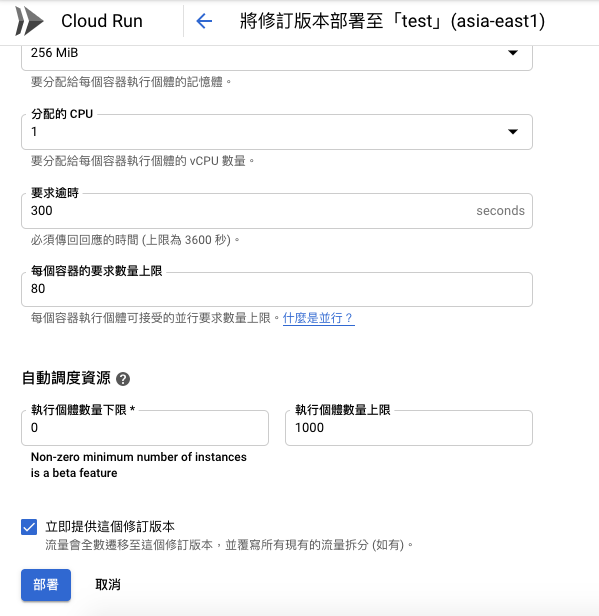 Cloud Run
將修訂版本部署至「test」(asia-east1)
256 MiB
要分配給每個容器執行個體的記憶體。
分配的 CPU
1
要分配給每個容器執行個體的 vCPU 數量。
要求逾時
300
seconds
必須傳回回應的時間 (上限為 3600 秒)。
每個容器的要求數量上限
80
每個容器執行個體可接受的並行要求數量上限。什麼是並行？
自動調度資源
執行個體數量下限 *
0
執行個體數量上限
1000
Non-zero minimum number of instances
is a beta feature
立即提供這個修訂版本
流量會全數遷移至這個修訂版本，並覆寫所有現有的流量拆分 (如有)。
部署
取消